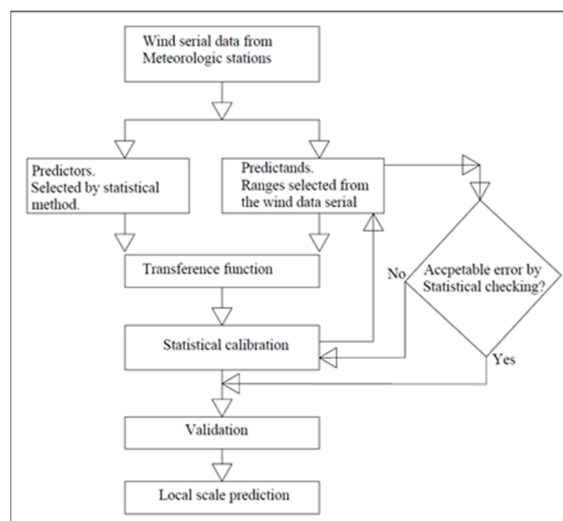 Wind serial data from
Meteorologic stations
Predictors.
Selected by statistical
method.
Predictands.
Ranges selected from
the wind data serial
Transference function
No
Accpetable error by
Statistical checking?
Statistical calibration
Yes
Validation
Local scale prediction